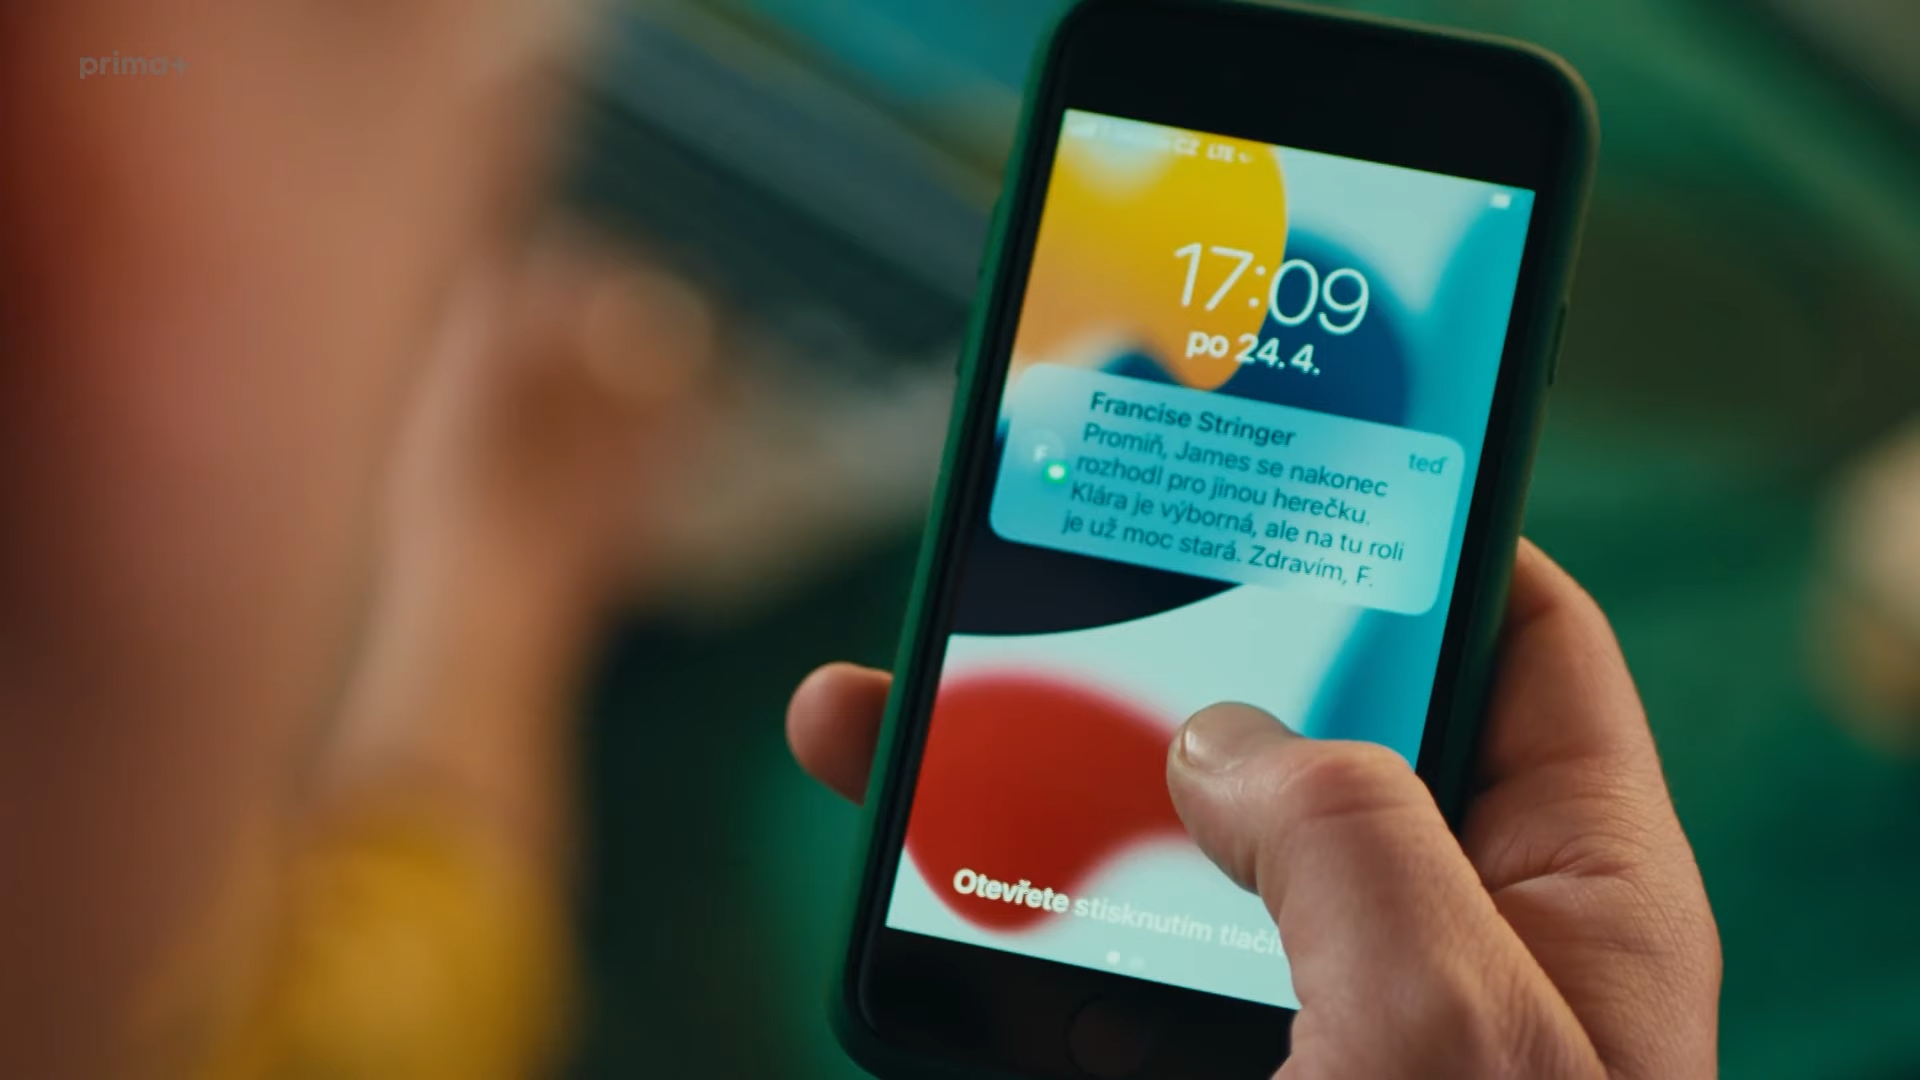 prima+
CZ LTE
17:09
po 24. 4.
Francise Stringer
teď
Promiň, James se nakonec
rozhodl pro jinou herečku.
Klára je výborná, ale na tu roli
je už moc stará. Zdravím, F.
F
Otevřete stisknutím tlačít